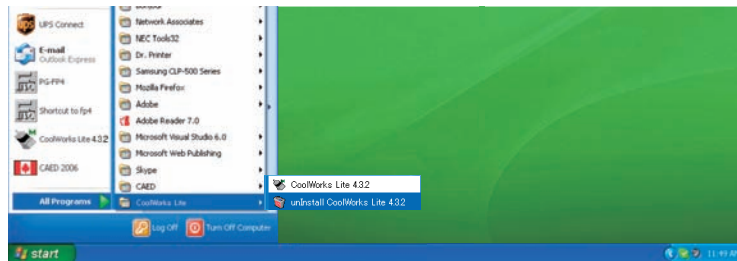 UPS Connect
E-mail
Outlook Express
PG-FP4
Shortcut to fp4
CoolWorks Lite 4.3.2
CAED 2006
All Programs
Network Associates
NEC Tools32
Dr. Printer
Samsung CLP-500 Series
Mozilla Firefox
Adobe
Adobe Reader 7.0
Microsoft Visual Studio 6.0
Microsoft Web Publishing
Skype
CAED
CoolWorks Lite
CoolWorks Lite 4.3.2
unInstall CoolWorks Lite 4.3.2
Log Off
Turn Off Computer
start
11:49 AM